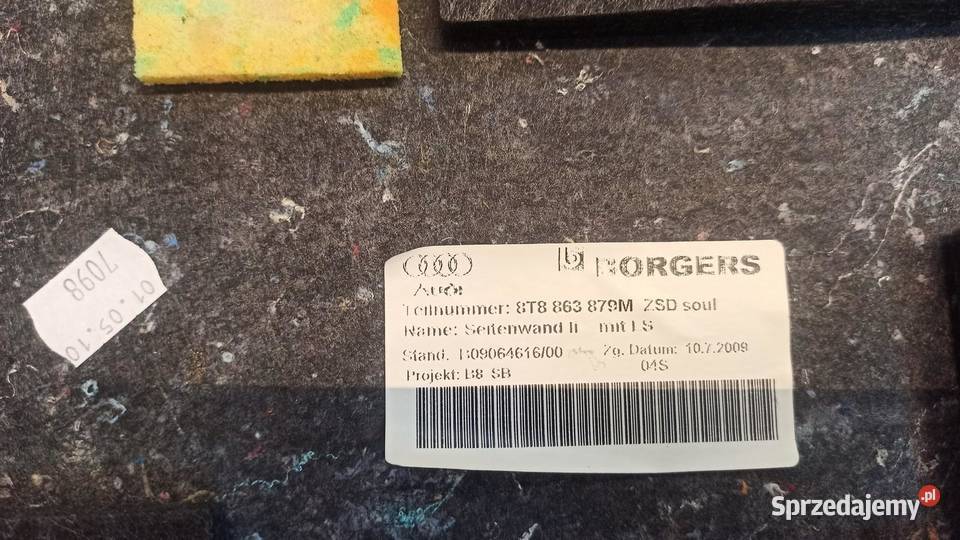 7098
01.05.10
BORGERS
Audi
Teilnummer: 8T8 863 879M ZSD soul
Name: Seitenwand li mit LS
Stand: B09064616/00 Zg. Datum: 10.7.2009
04S
Projekt: B8 SB
Sprzedajemy.pl